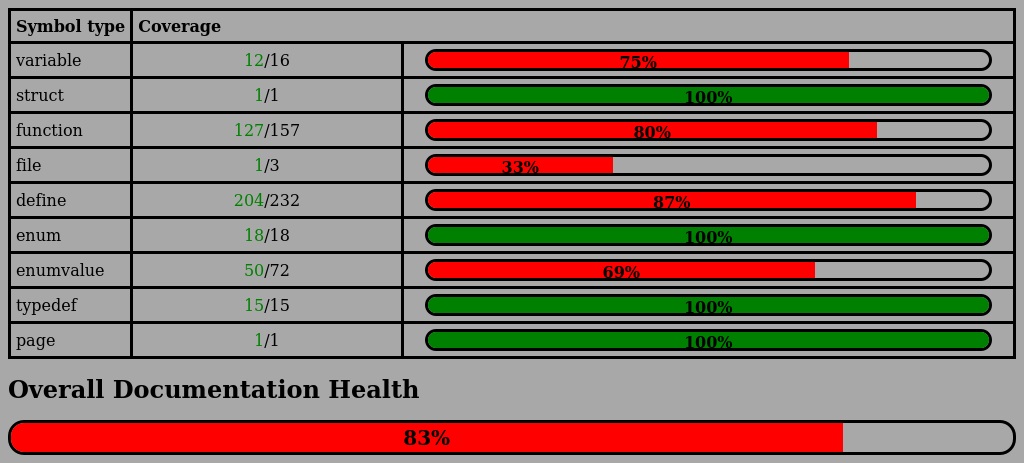 Symbol type Coverage
variable 12/16 75%
struct 1/1 100%
function 127/157 80%
file 1/3 33%
define 204/232 87%
enum 18/18 100%
enumvalue 50/72 69%
typedef 15/15 100%
page 1/1 100%
Overall Documentation Health
83%